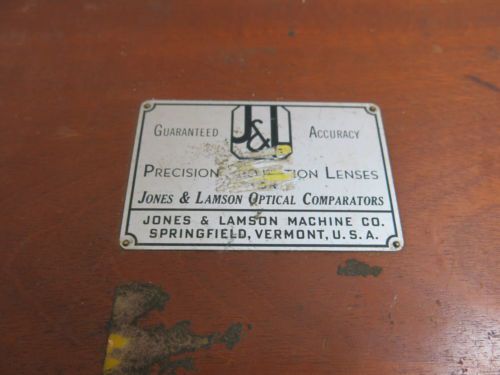 J&L
GUARANTEED ACCURACY
PRECISION LENSES
JONES & LAMSON OPTICAL COMPARATORS
JONES & LAMSON MACHINE CO.
SPRINGFIELD, VERMONT, U.S.A.